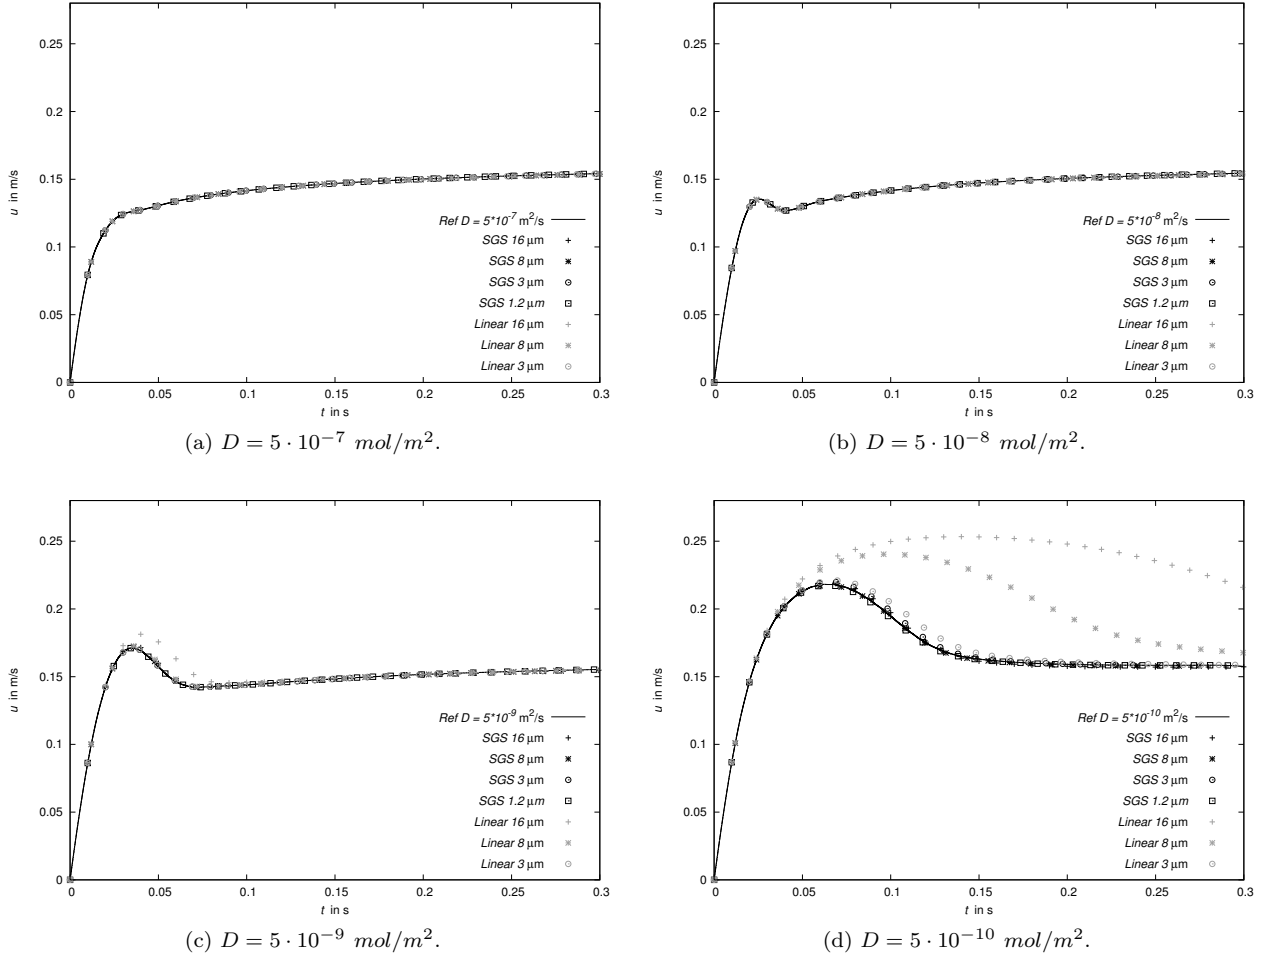 0.25
0.2
0.15
0.1
0.05
0
u in m/s
Ref D = 5*10⁻⁷ m²/s
SGS 16 µm
SGS 8 µm
SGS 3 µm
SGS 1.2 µm
Linear 16 µm
Linear 8 µm
Linear 3 µm
0 0.05 0.1 0.15 0.2 0.25 0.3
t in s
(a) D = 5 · 10⁻⁷ mol/m².
0.25
0.2
0.15
0.1
0.05
0
u in m/s
Ref D = 5*10⁻⁸ m²/s
SGS 16 µm
SGS 8 µm
SGS 3 µm
SGS 1.2 µm
Linear 16 µm
Linear 8 µm
Linear 3 µm
0 0.05 0.1 0.15 0.2 0.25 0.3
t in s
(b) D = 5 · 10⁻⁸ mol/m².
0.25
0.2
0.15
0.1
0.05
0
u in m/s
Ref D = 5*10⁻⁹ m²/s
SGS 16 µm
SGS 8 µm
SGS 3 µm
SGS 1.2 µm
Linear 16 µm
Linear 8 µm
Linear 3 µm
0 0.05 0.1 0.15 0.2 0.25 0.3
t in s
(c) D = 5 · 10⁻⁹ mol/m².
0.25
0.2
0.15
0.1
0.05
0
u in m/s
Ref D = 5*10⁻¹⁰ m²/s
SGS 16 µm
SGS 8 µm
SGS 3 µm
SGS 1.2 µm
Linear 16 µm
Linear 8 µm
Linear 3 µm
0 0.05 0.1 0.15 0.2 0.25 0.3
t in s
(d) D = 5 · 10⁻¹⁰ mol/m².